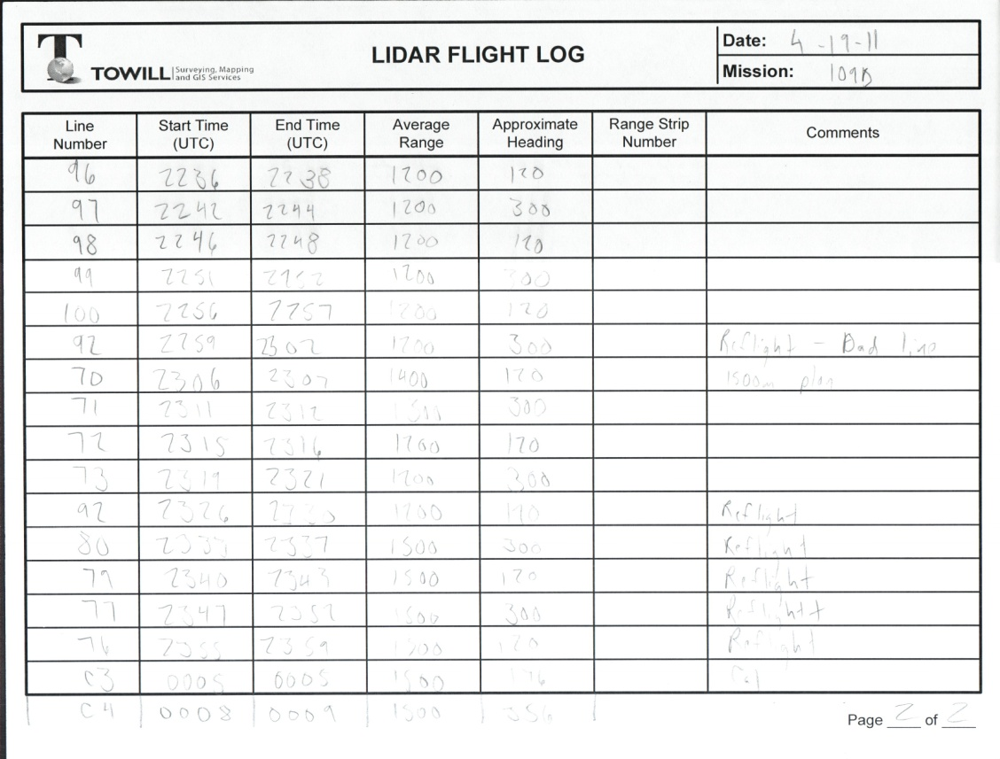 T
TOWILL Surveying, Mapping and GIS Services
LIDAR FLIGHT LOG
Date: 4-19-11
Mission: 109B
Line Number Start Time (UTC) End Time (UTC) Average Range Approximate Heading Range Strip Number Comments
96 2236 2238 1200 120
97 2242 2244 1200 300
98 2246 2248 1200 120
99 2251 2252 1200 300
100 2256 2257 1200 120
92 2259 2302 1200 300 Reflight - Bad line
70 2306 2307 1400 120 1500m plan
71 2311 2312 300
72 2315 2316 1200 120
73 2319 2321 1200 300
92 2326 2330 1200 120 Reflight
80 2333 2337 1500 300 Reflight
79 2340 2343 1500 120 Reflight
77 2347 2352 1500 300 Reflight
76 2355 2359 1500 120 Reflight
C3 0005 0005 1500 176 Cal
C4 0008 0009 1500 356
Page 2 of 2